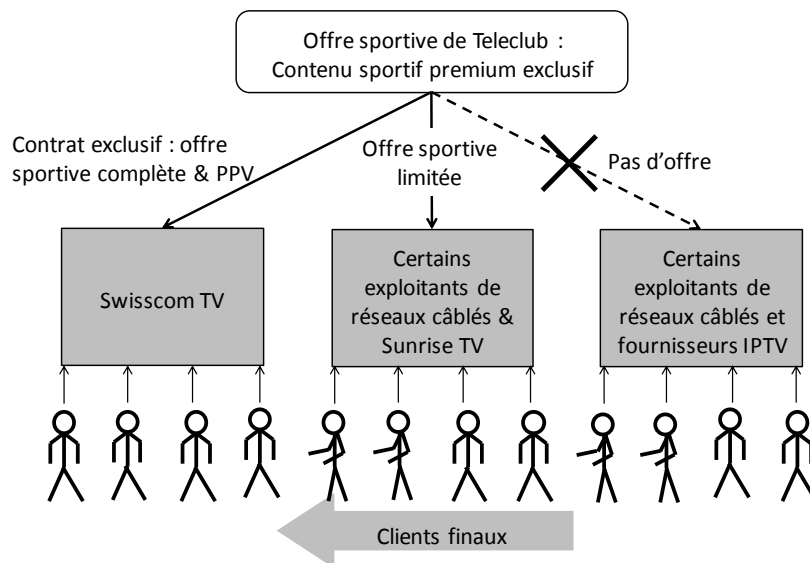 Offre sportive de Teleclub :
Contenu sportif premium exclusif
Contrat exclusif : offre
sportive complète & PPV
Offre sportive
limitée
Pas d’offre
Swisscom TV
Certains
exploitants de
réseaux câblés &
Sunrise TV
Certains
exploitants de
réseaux câblés et
fournisseurs IPTV
Clients finaux